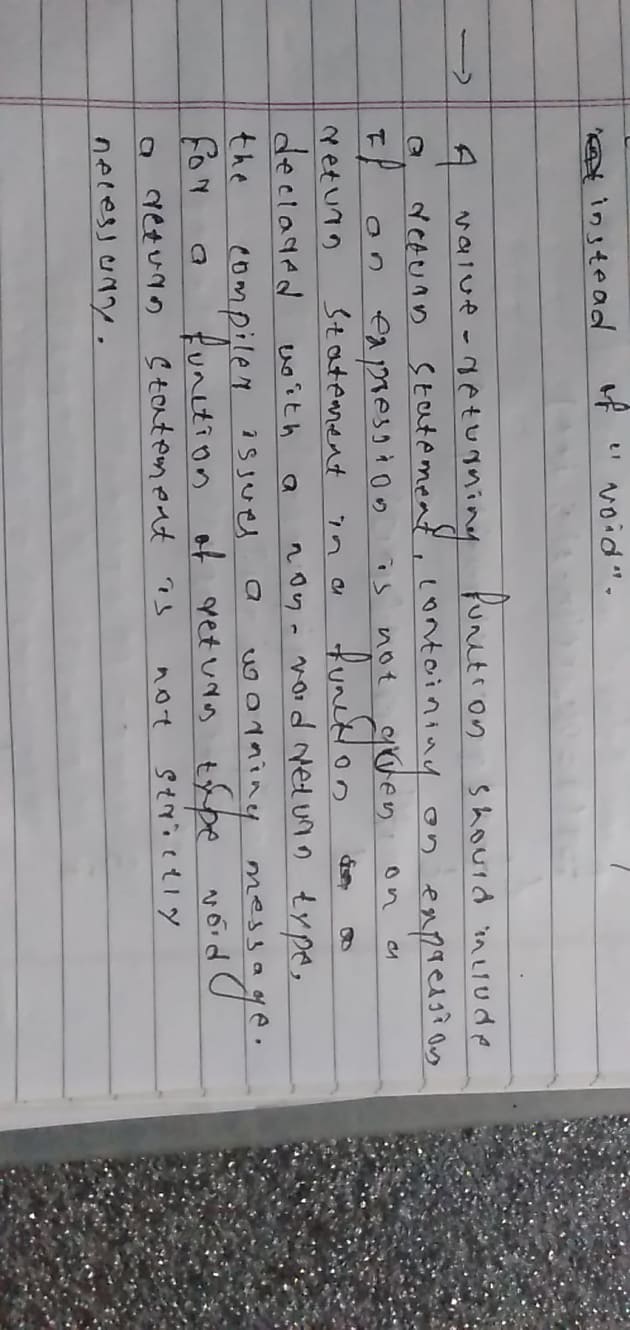 instead of "void".
→ A value-returning function should include
a return statement, containing an expression
If an expression is not given on a
return statement in a function
declared with a non-void return type,
the compiler issues a warning message.
for a function of return type void
a return statement is not strictly
necessary.